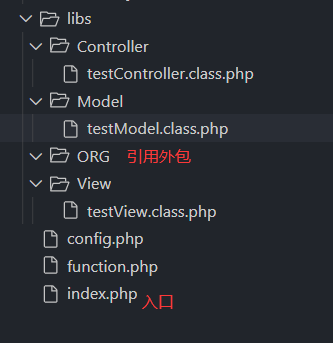 libs
Controller
testController.class.php
Model
testModel.class.php
ORG 引用外包
View
testView.class.php
config.php
function.php
index.php 入口